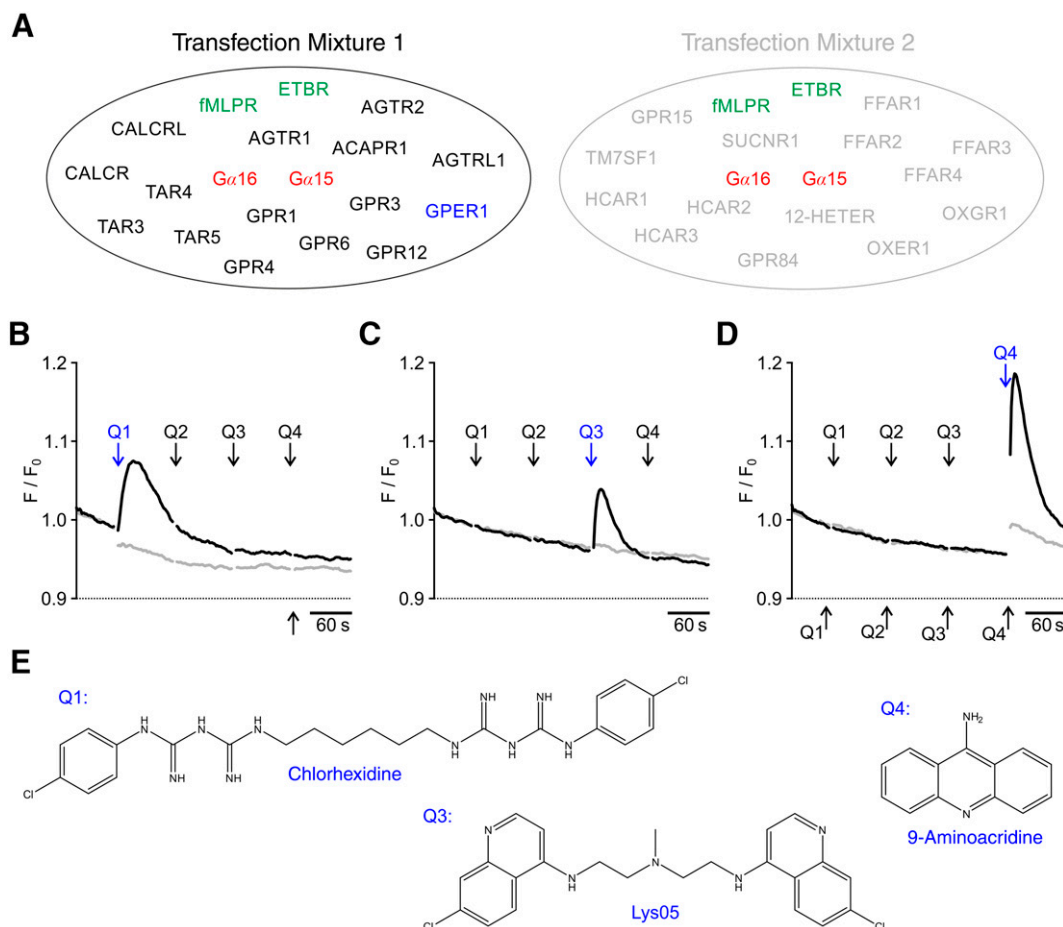 A
Transfection Mixture 1
ETBR
fMLPR
AGTR2
CALCRL
AGTR1
ACAPR1
AGTRL1
CALCR
Gα16
Gα15
TAR4
GPR3
GPER1
TAR3
GPR1
TAR5
GPR6
GPR12
GPR4
Transfection Mixture 2
ETBR
fMLPR
FFAR1
GPR15
SUCNR1
FFAR2
FFAR3
TM7SF1
Gα16
Gα15
FFAR4
HCAR1
HCAR2
12-HETER
OXGR1
HCAR3
OXER1
GPR84
B
F / F0
1.2
1.1
1.0
0.9
Q1
Q2
Q3
Q4
60 s
C
F / F0
1.2
1.1
1.0
0.9
Q1
Q2
Q3
Q4
60 s
D
F / F0
1.2
1.1
1.0
0.9
Q4
Q1
Q2
Q3
Q1
Q2
Q3
Q4
60 s
E
Q1:
Cl
H
N
NH
H
N
NH
H
N
NH
N
H
H
N
NH
N
H
Cl
Chlorhexidine
Q3:
N
N
H
N
H
N
N
Cl
Cl
Lys05
Q4:
NH2
N
9-Aminoacridine